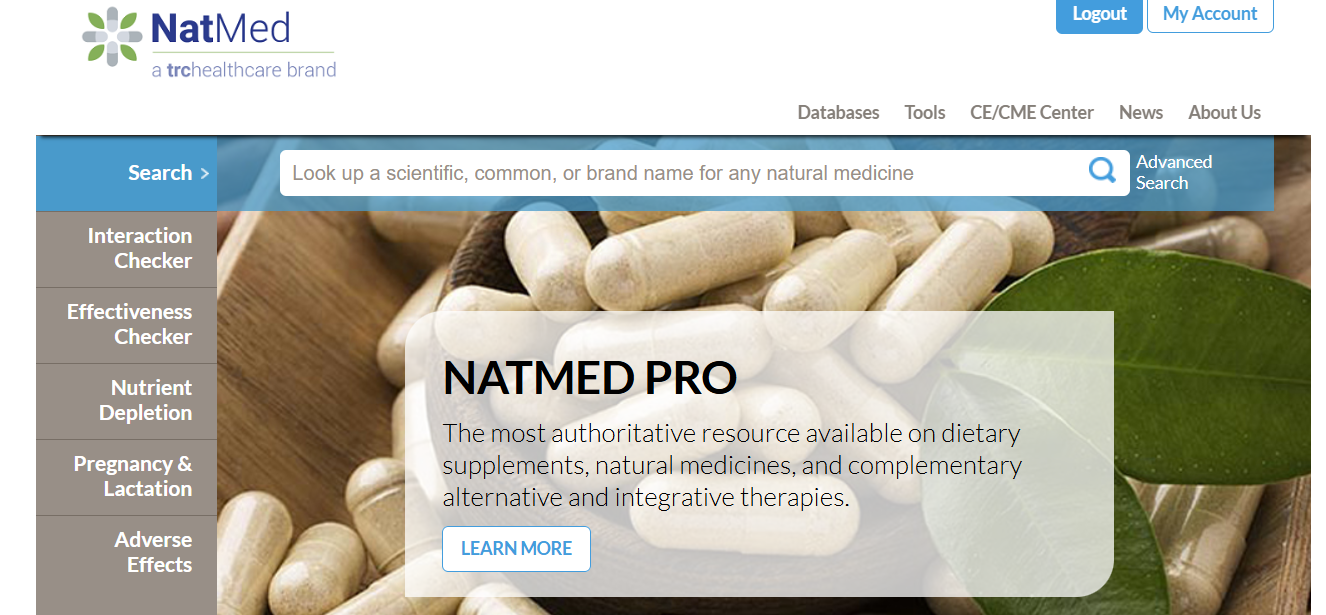 NatMed
a trchealthcare brand
Logout
My Account
Databases
Tools
CE/CME Center
News
About Us
Search >
Look up a scientific, common, or brand name for any natural medicine
Advanced
Search
Interaction
Checker
Effectiveness
Checker
Nutrient
Depletion
Pregnancy &
Lactation
Adverse
Effects
NATMED PRO
The most authoritative resource available on dietary
supplements, natural medicines, and complementary
alternative and integrative therapies.
LEARN MORE